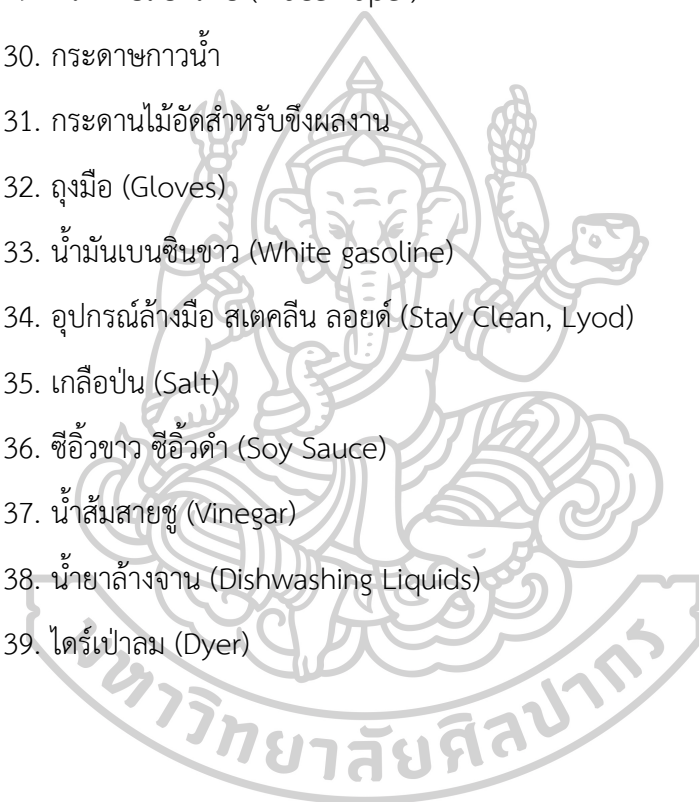 30. กระดาษกาวน้ำ
31. กระดานไม้อัดสำหรับขึงผลงาน
32. ถุงมือ (Gloves)
33. น้ำมันเบนซินขาว (White gasoline)
34. อุปกรณ์ล้างมือ สเตคลีน ลอยด์ (Stay Clean, Lyod)
35. เกลือป่น (Salt)
36. ซีอิ้วขาว ซีอิ้วดำ (Soy Sauce)
37. น้ำส้มสายชู (Vinegar)
38. น้ำยาล้างจาน (Dishwashing Liquids)
39. ไดร์เป่าลม (Dyer)
มหาวิทยาลัยศิลปากร